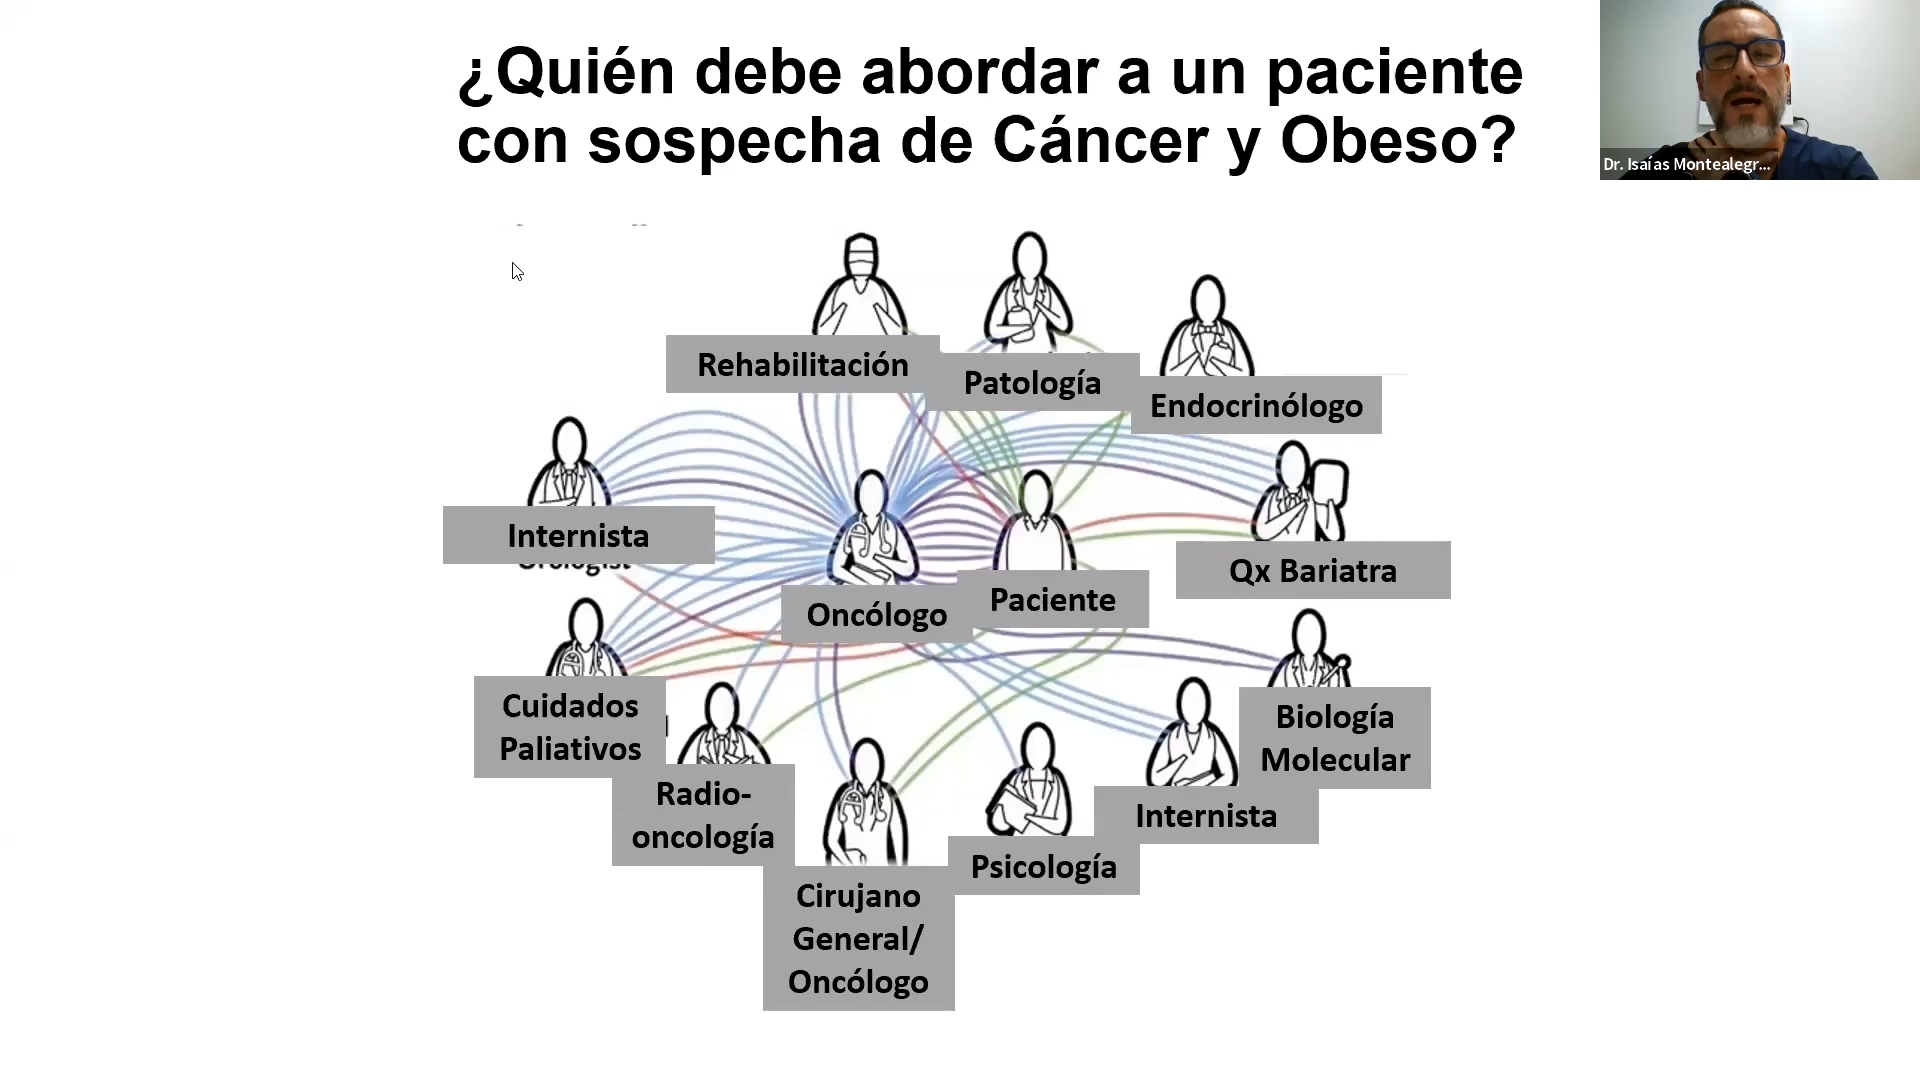 ¿Quién debe abordar a un paciente
con sospecha de Cáncer y Obeso?
Dr. Isaías Montealegr...
Rehabilitación
Patología
Endocrinólogo
Internista
Urologist
Oncólogo
Paciente
Qx Bariatra
Cuidados
Paliativos
Radio-
oncología
Cirujano
General/
Oncólogo
Psicología
Internista
Biología
Molecular